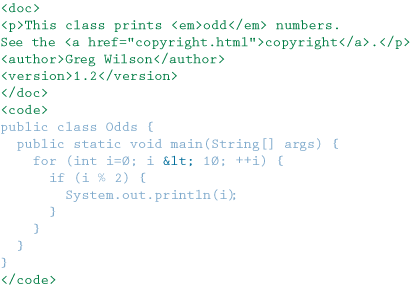 <doc>
<p>This class prints <em>odd</em> numbers.
See the <a href="copyright.html">copyright</a>.</p>
<author>Greg Wilson</author>
<version>1.2</version>
</doc>
<code>
public class Odds {
  public static void main(String[] args) {
    for (int i=0; i &lt; 10; ++i) {
      if (i % 2) {
        System.out.println(i);
      }
    }
  }
}
</code>